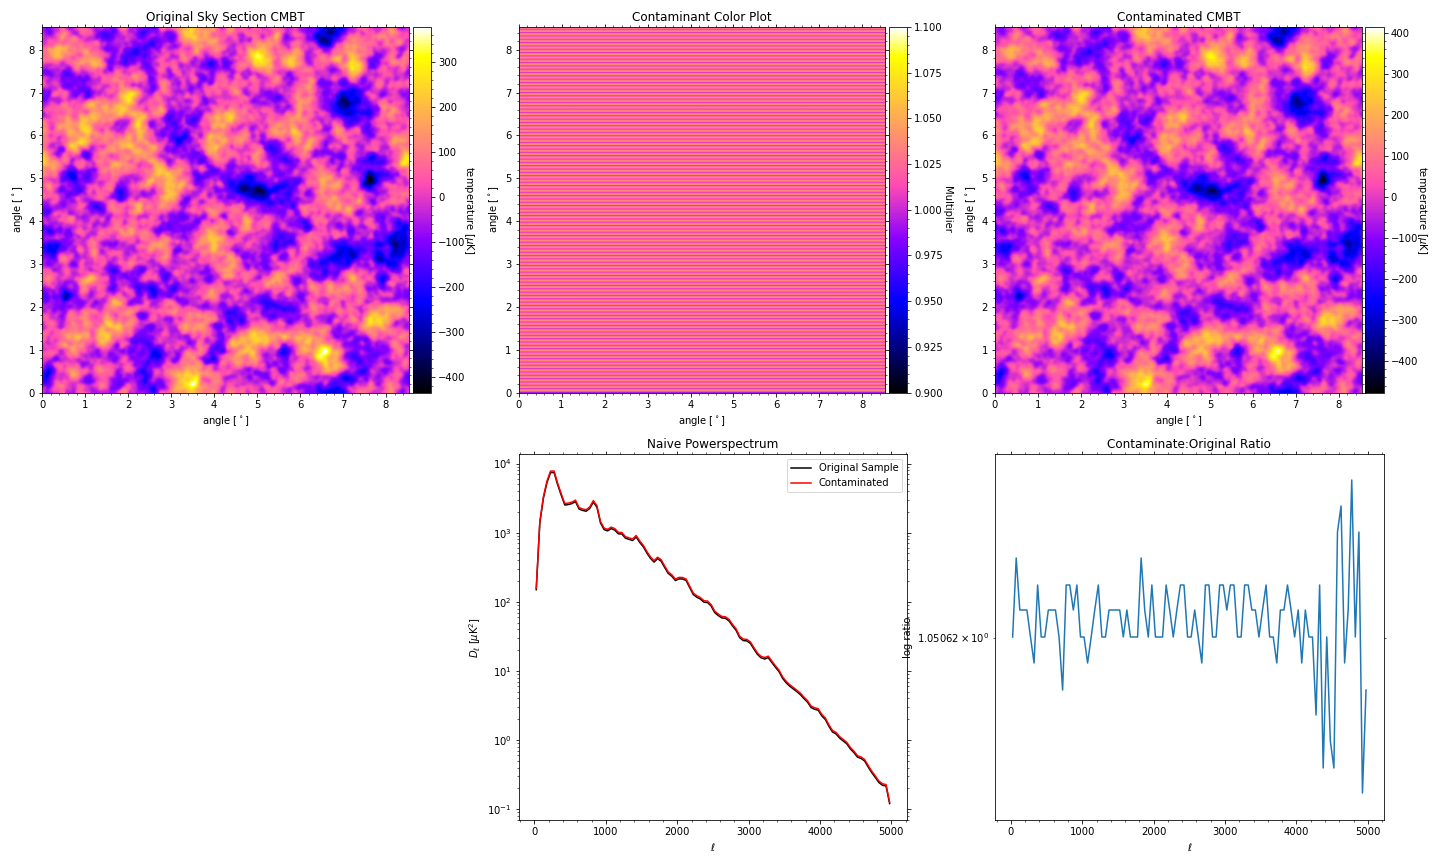 Original Sky Section CMBT
Contaminant Color Plot
Contaminated CMBT
8
7
6
5
4
3
2
1
0
angle [°]
0 1 2 3 4 5 6 7 8
angle [°]
300
200
100
0
−100
−200
−300
−400
temperature [μK]
8
7
6
5
4
3
2
1
0
angle [°]
0 1 2 3 4 5 6 7 8
angle [°]
1.100
1.075
1.050
1.025
1.000
0.975
0.950
0.925
0.900
Multiplier
8
7
6
5
4
3
2
1
0
angle [°]
0 1 2 3 4 5 6 7 8
angle [°]
400
300
200
100
0
−100
−200
−300
−400
temperature [μK]
Naive Powerspectrum
Original Sample
Contaminated
10⁴
10³
10²
10¹
10⁰
10⁻¹
Dℓ [μK²]
0 1000 2000 3000 4000 5000
ℓ
Contaminate:Original Ratio
log ratio
1.05062 × 10⁰
0 1000 2000 3000 4000 5000
ℓ